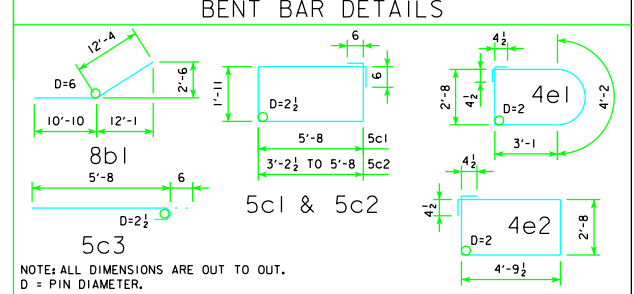 BENT BAR DETAILS
12'-4
D=6
2'-6
10'-10
12'-1
8b1
5'-8
6
D=2½
5c3
6
6
1'-11
D=2½
5'-8
5c1
3'-2½ TO 5'-8
5c2
5c1 & 5c2
4½
4½
2'-8
4e1
D=2
4'-2
3'-1
4½
4½
4e2
D=2
2'-8
4'-9½
NOTE: ALL DIMENSIONS ARE OUT TO OUT.
D = PIN DIAMETER.